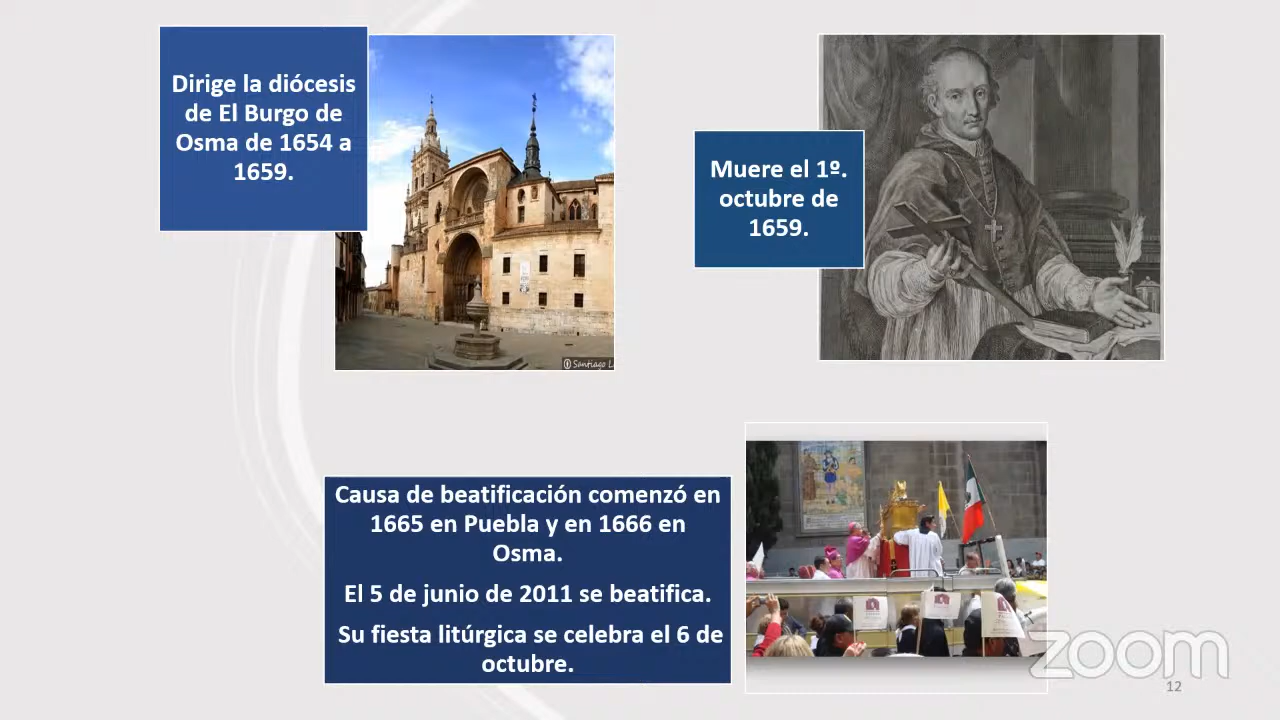 Dirige la diócesis
de El Burgo de
Osma de 1654 a
1659.
Santiago L
Muere el 1º.
octubre de
1659.
Causa de beatificación comenzó en
1665 en Puebla y en 1666 en
Osma.
El 5 de junio de 2011 se beatifica.
Su fiesta litúrgica se celebra el 6 de
octubre.
zoom
12